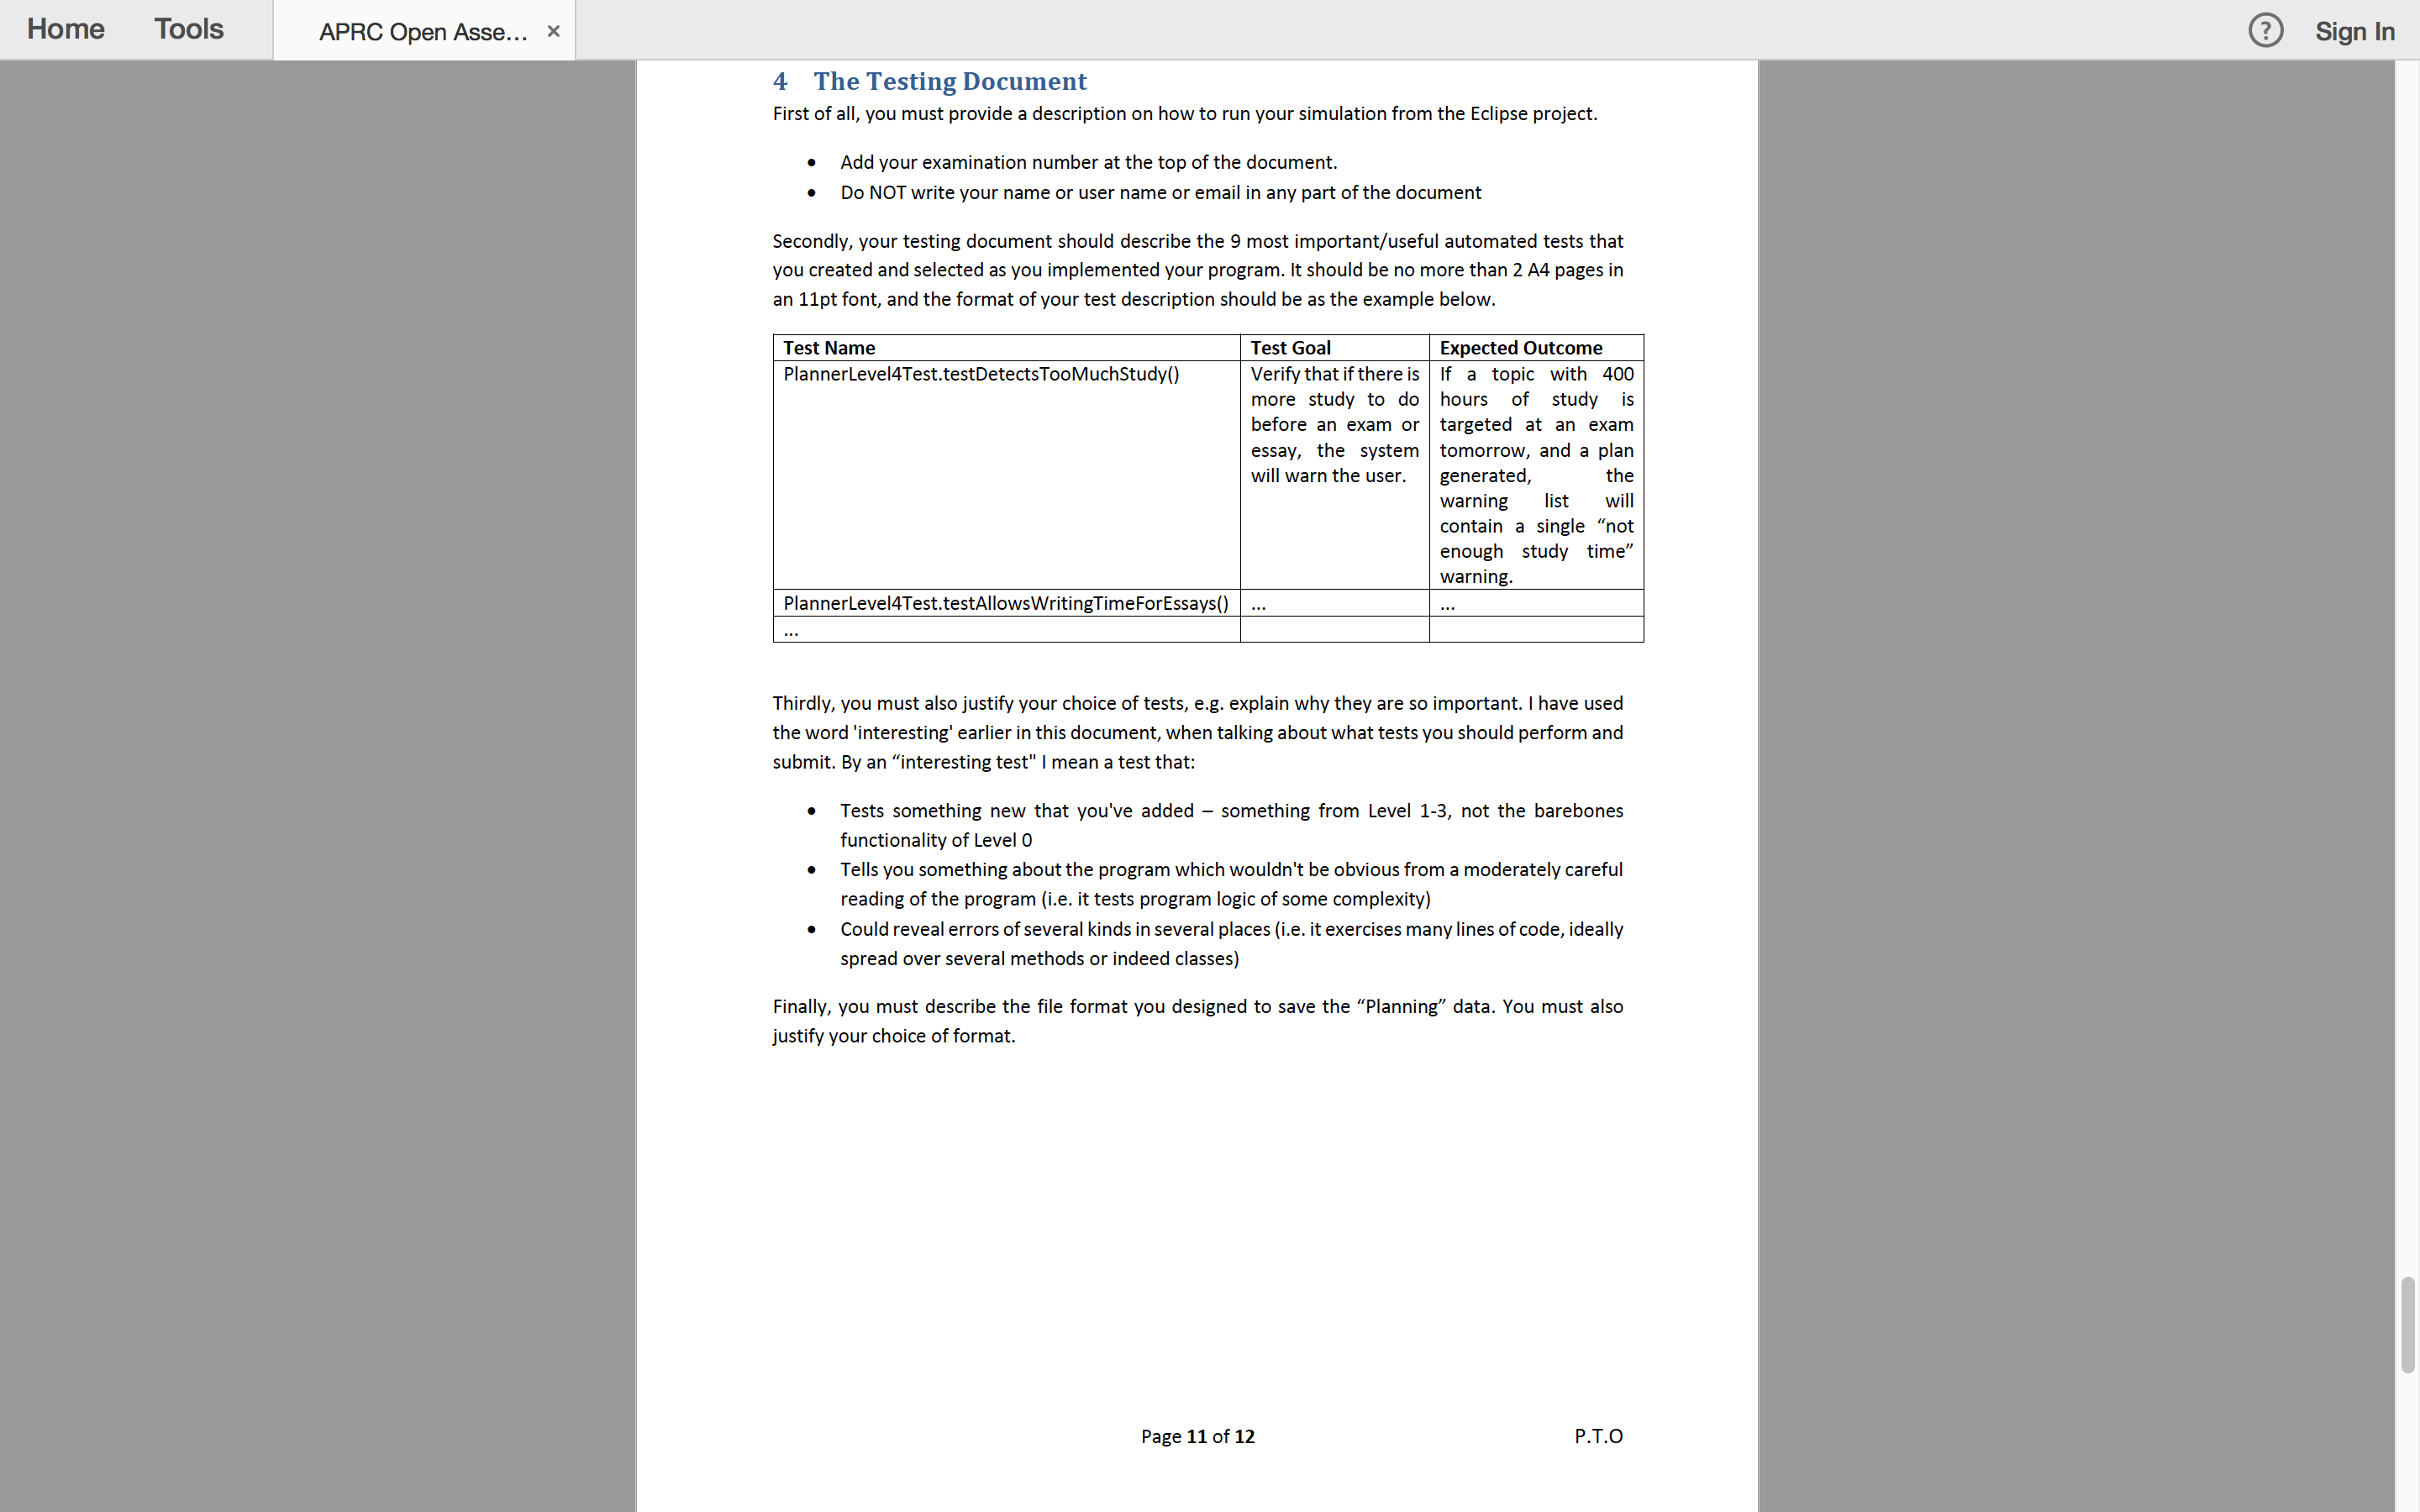 Home Tools APRC Open Asse... × ? Sign In
4 The Testing Document
First of all, you must provide a description on how to run your simulation from the Eclipse project.
• Add your examination number at the top of the document.
• Do NOT write your name or user name or email in any part of the document
Secondly, your testing document should describe the 9 most important/useful automated tests that
you created and selected as you implemented your program. It should be no more than 2 A4 pages in
an 11pt font, and the format of your test description should be as the example below.
Test Name Test Goal Expected Outcome
PlannerLevel4Test.testDetectsTooMuchStudy() Verify that if there is If a topic with 400
more study to do hours of study is
before an exam or targeted at an exam
essay, the system tomorrow, and a plan
will warn the user. generated, the
warning list will
contain a single “not
enough study time”
warning.
PlannerLevel4Test.testAllowsWritingTimeForEssays() ... ...
...
Thirdly, you must also justify your choice of tests, e.g. explain why they are so important. I have used
the word 'interesting' earlier in this document, when talking about what tests you should perform and
submit. By an “interesting test" I mean a test that:
• Tests something new that you've added – something from Level 1-3, not the barebones
functionality of Level 0
• Tells you something about the program which wouldn't be obvious from a moderately careful
reading of the program (i.e. it tests program logic of some complexity)
• Could reveal errors of several kinds in several places (i.e. it exercises many lines of code, ideally
spread over several methods or indeed classes)
Finally, you must describe the file format you designed to save the “Planning” data. You must also
justify your choice of format.
Page 11 of 12 P.T.O